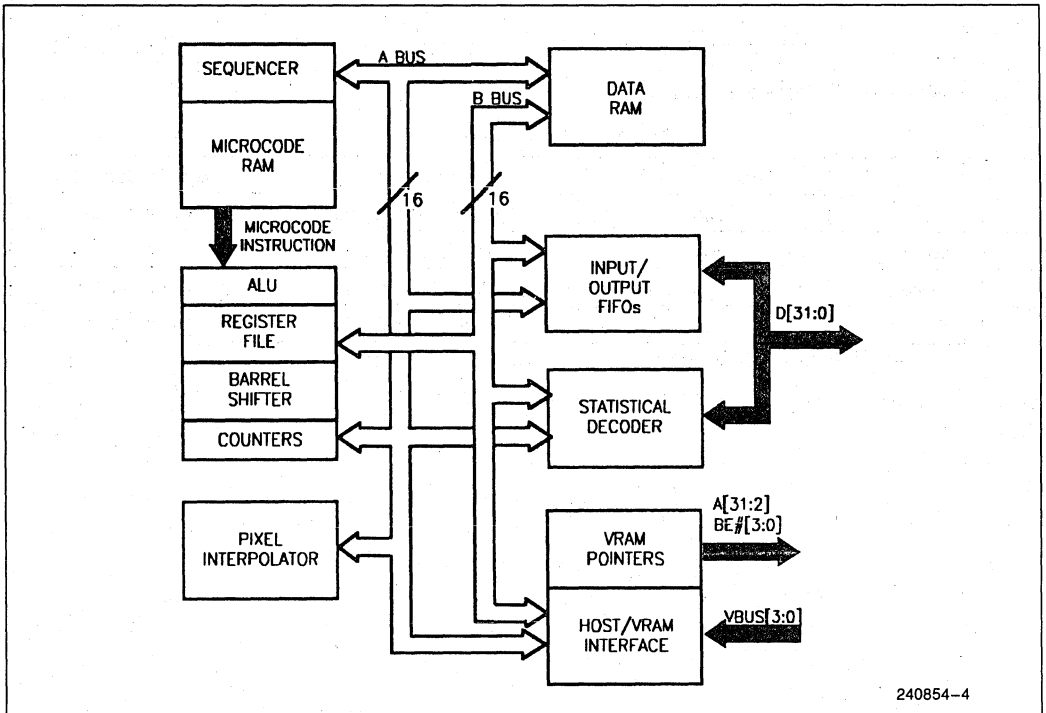 SEQUENCER
MICROCODE
RAM
MICROCODE
INSTRUCTION
ALU
REGISTER
FILE
BARREL
SHIFTER
COUNTERS
PIXEL
INTERPOLATOR
A BUS
B BUS
16
16
DATA
RAM
INPUT/
OUTPUT
FIFOs
D[31:0]
STATISTICAL
DECODER
A[31:2]
BE#[3:0]
VRAM
POINTERS
HOST/VRAM
INTERFACE
VBUS[3:0]
240854-4